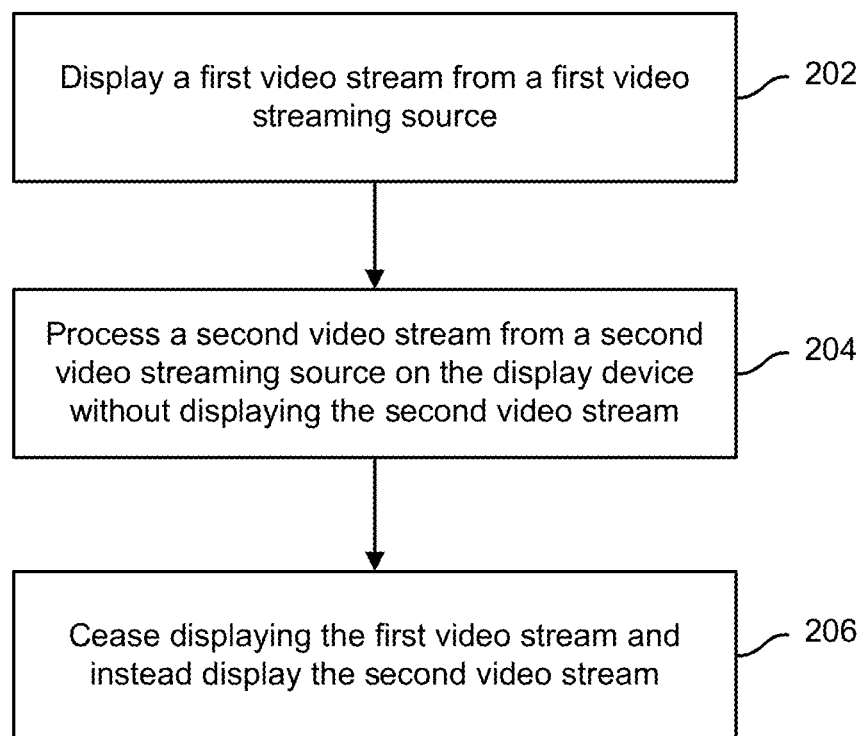 Display a first video stream from a first video
streaming source
202
Process a second video stream from a second
video streaming source on the display device
without displaying the second video stream
204
Cease displaying the first video stream and
instead display the second video stream
206